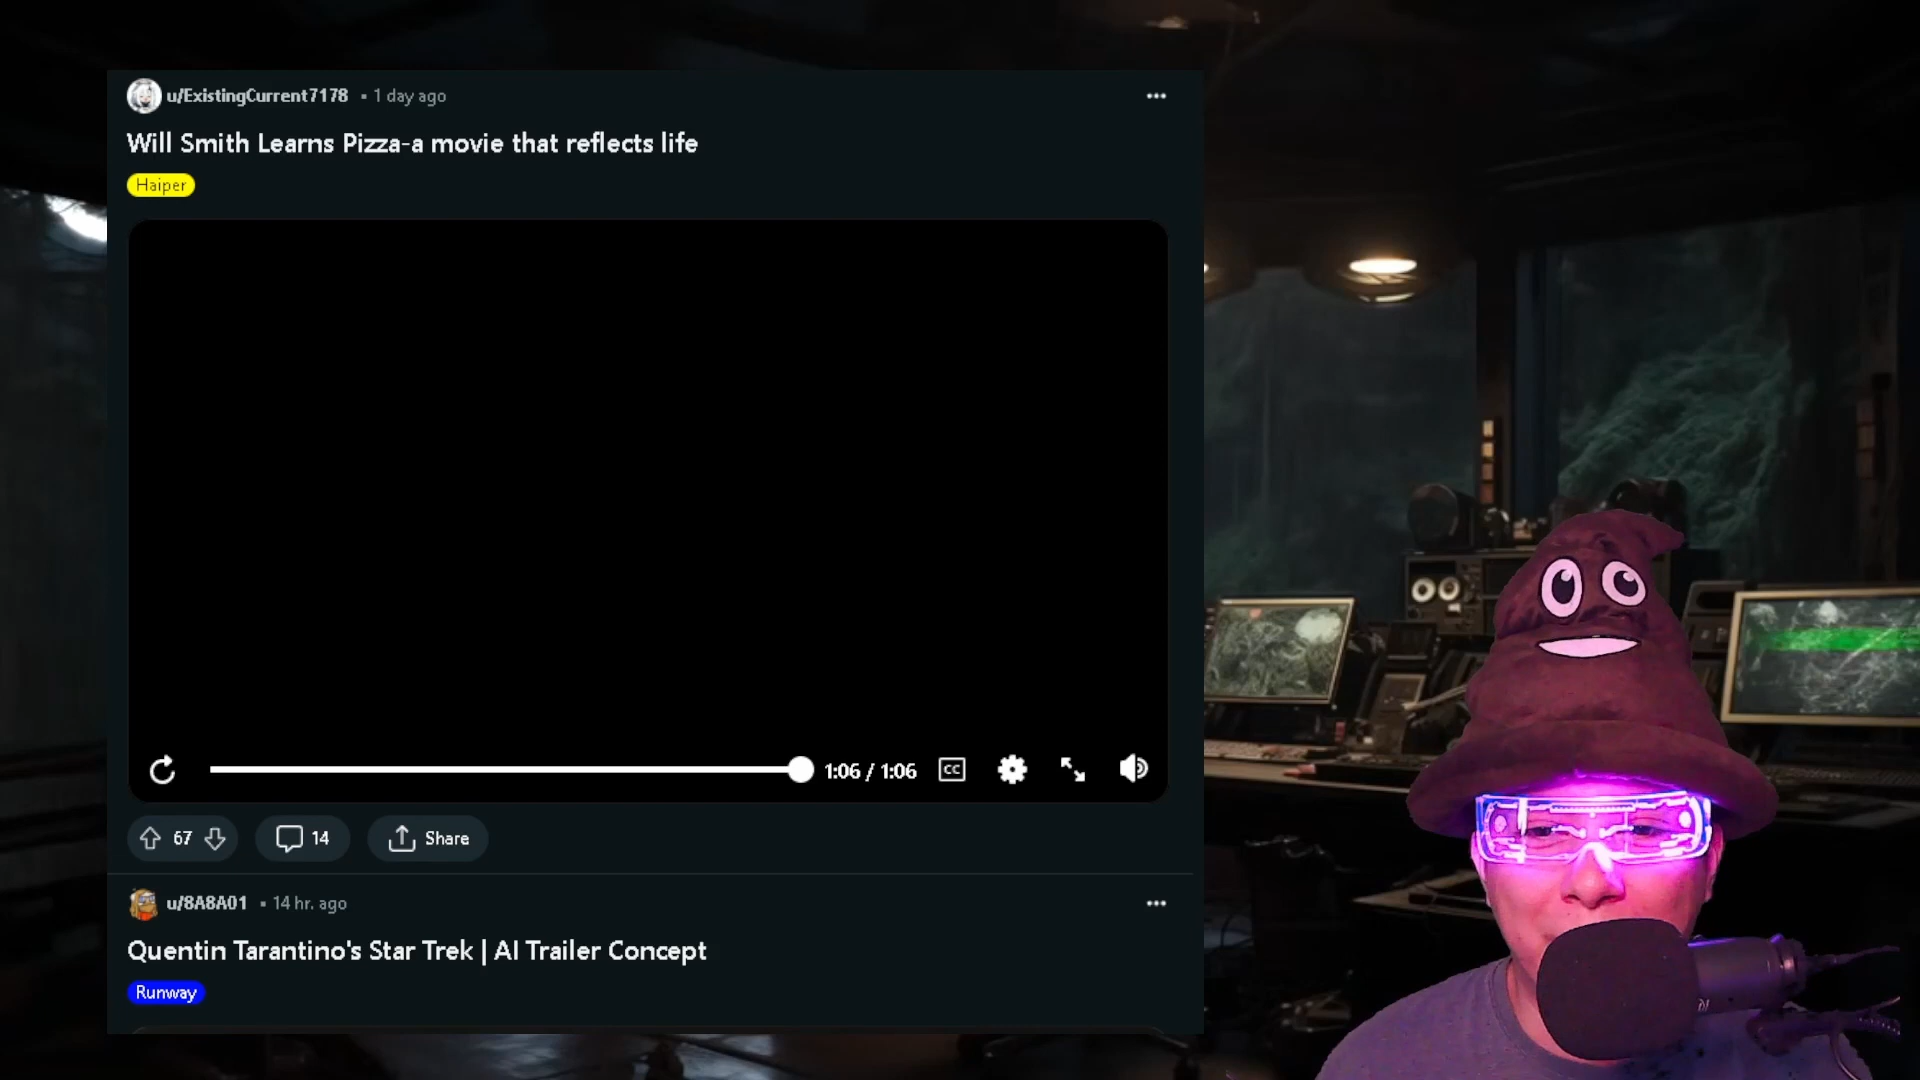 u/ExistingCurrent7178 • 1 day ago
Will Smith Learns Pizza-a movie that reflects life
Haiper
1:06 / 1:06
CC
67
14
Share
u/8A8A01 • 14 hr. ago
Quentin Tarantino's Star Trek | AI Trailer Concept
Runway